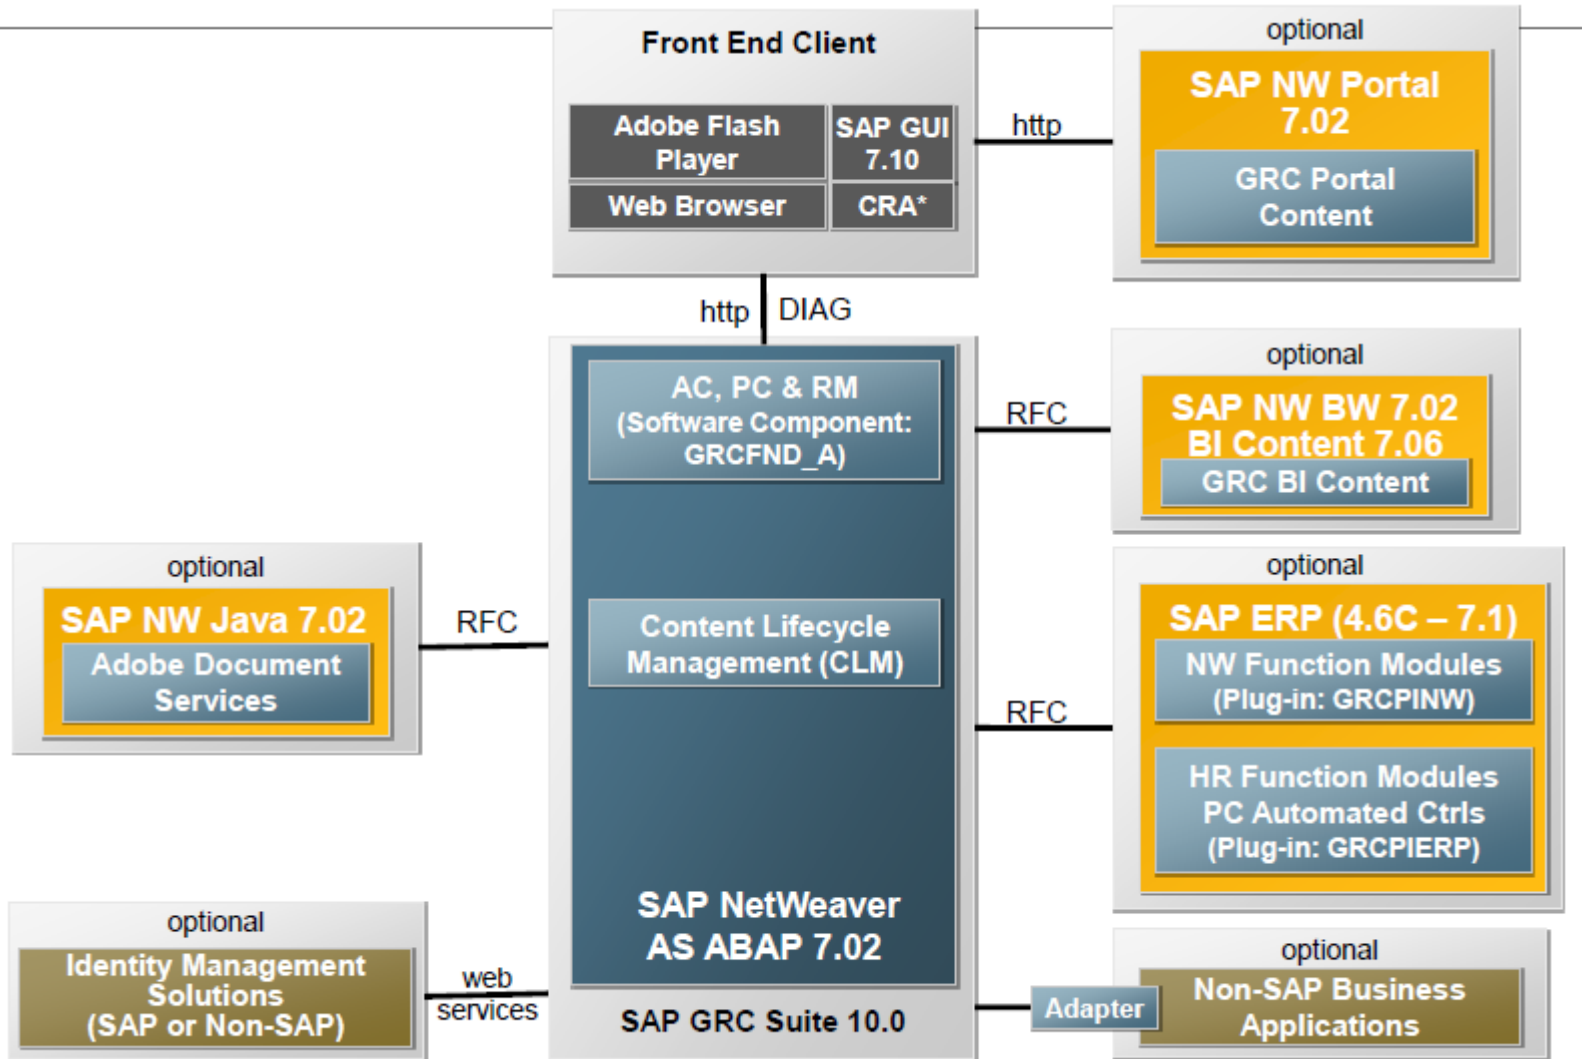 Front End Client
Adobe Flash
Player
SAP GUI
7.10
Web Browser
CRA*
http
optional
SAP NW Portal
7.02
GRC Portal
Content
http
DIAG
AC, PC & RM
(Software Component:
GRCFND_A)
RFC
optional
SAP NW BW 7.02
BI Content 7.06
GRC BI Content
optional
SAP NW Java 7.02
Adobe Document
Services
RFC
Content Lifecycle
Management (CLM)
RFC
optional
SAP ERP (4.6C – 7.1)
NW Function Modules
(Plug-in: GRCPINW)
HR Function Modules
PC Automated Ctrls
(Plug-in: GRCPIERP)
SAP NetWeaver
AS ABAP 7.02
SAP GRC Suite 10.0
optional
Identity Management
Solutions
(SAP or Non-SAP)
web
services
Adapter
optional
Non-SAP Business
Applications